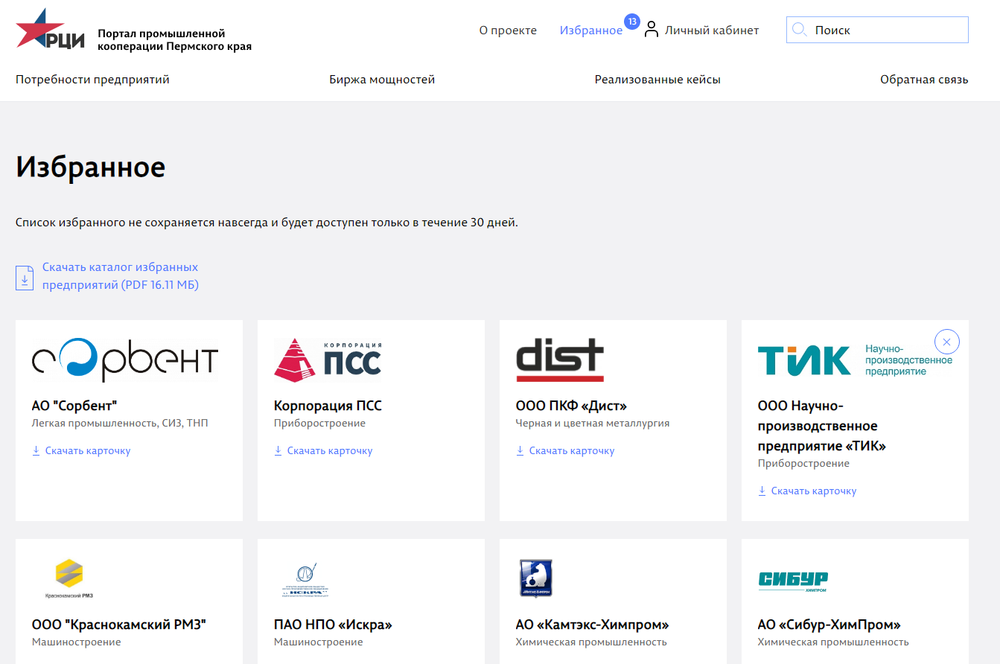 РЦИ
Портал промышленной
кооперации Пермского края
О проекте
Избранное
13
Личный кабинет
Поиск
Потребности предприятий
Биржа мощностей
Реализованные кейсы
Обратная связь
Избранное
Список избранного не сохраняется навсегда и будет доступен только в течение 30 дней.
Скачать каталог избранных
предприятий (PDF 16.11 МБ)
сорбент
АО "Сорбент"
Легкая промышленность, СИЗ, ТНП
Скачать карточку
КОРПОРАЦИЯ
ПСС
Корпорация ПСС
Приборостроение
Скачать карточку
dist
ООО ПКФ «Дист»
Черная и цветная металлургия
Скачать карточку
ТИК
Научно-
производственное
предприятие
ООО Научно-
производственное
предприятие «ТИК»
Приборостроение
Скачать карточку
Краснокамский РМЗ
ООО "Краснокамский РМЗ"
Машиностроение
"ИСКРА"
ПАО НПО «Искра»
Машиностроение
АО «Камтэкс-Химпром»
Химическая промышленность
СИБУР
ХИМПРОМ
АО «Сибур-ХимПром»
Химическая промышленность